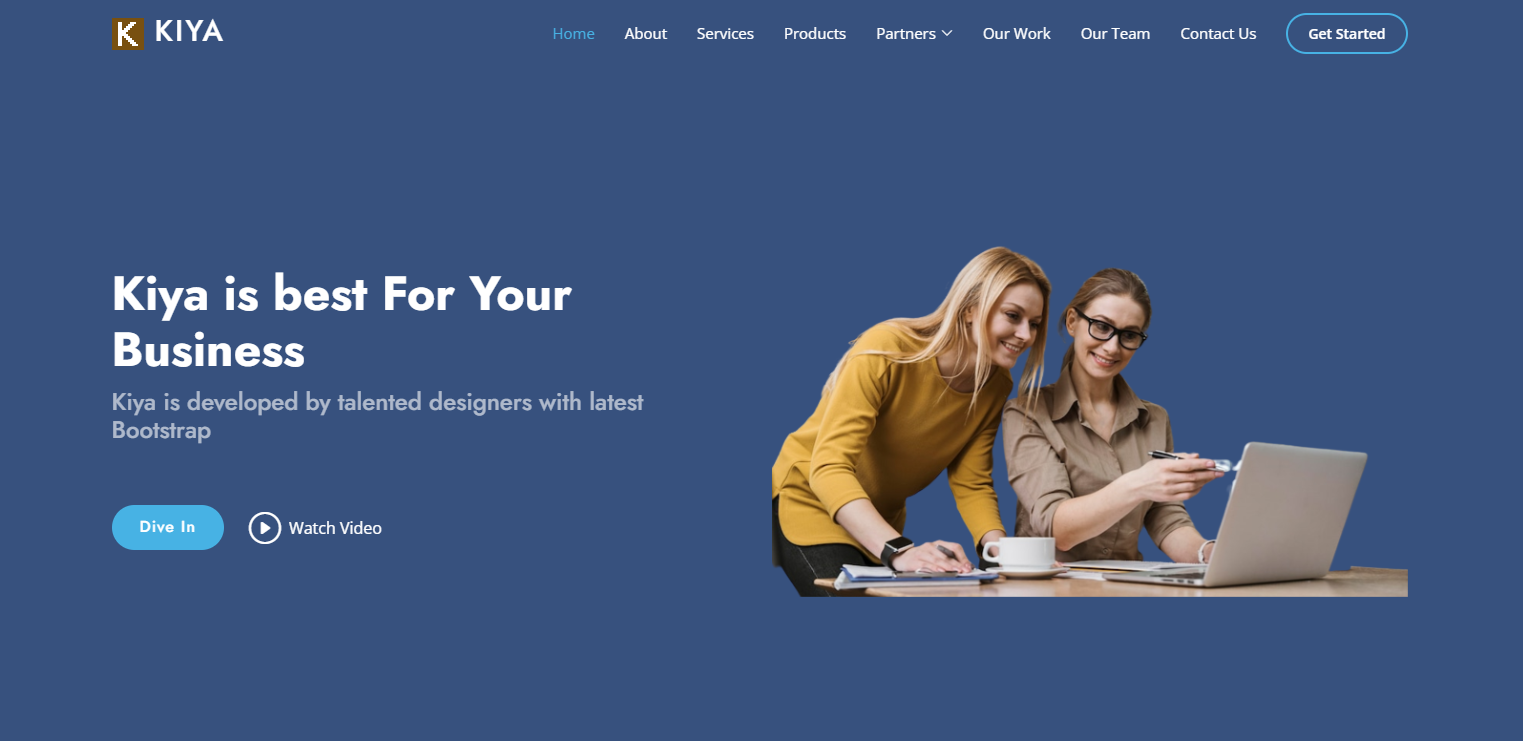 K KIYA
Home About Services Products Partners Our Work Our Team Contact Us Get Started
Kiya is best For Your
Business
Kiya is developed by talented designers with latest
Bootstrap
Dive In Watch Video